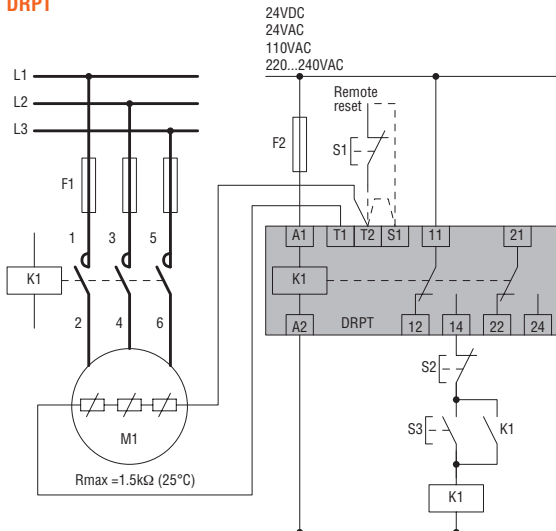 DRPT
24VDC
24VAC
110VAC
220...240VAC
L1
L2
L3
Remote
reset
F1
F2
S1
1 3 5
A1 T1 T2 S1 11 21
K1
K1
2 4 6
A2 DRPT 12 14 22 24
M1
S2
S3 K1
Rmax =1.5kΩ (25°C)
K1